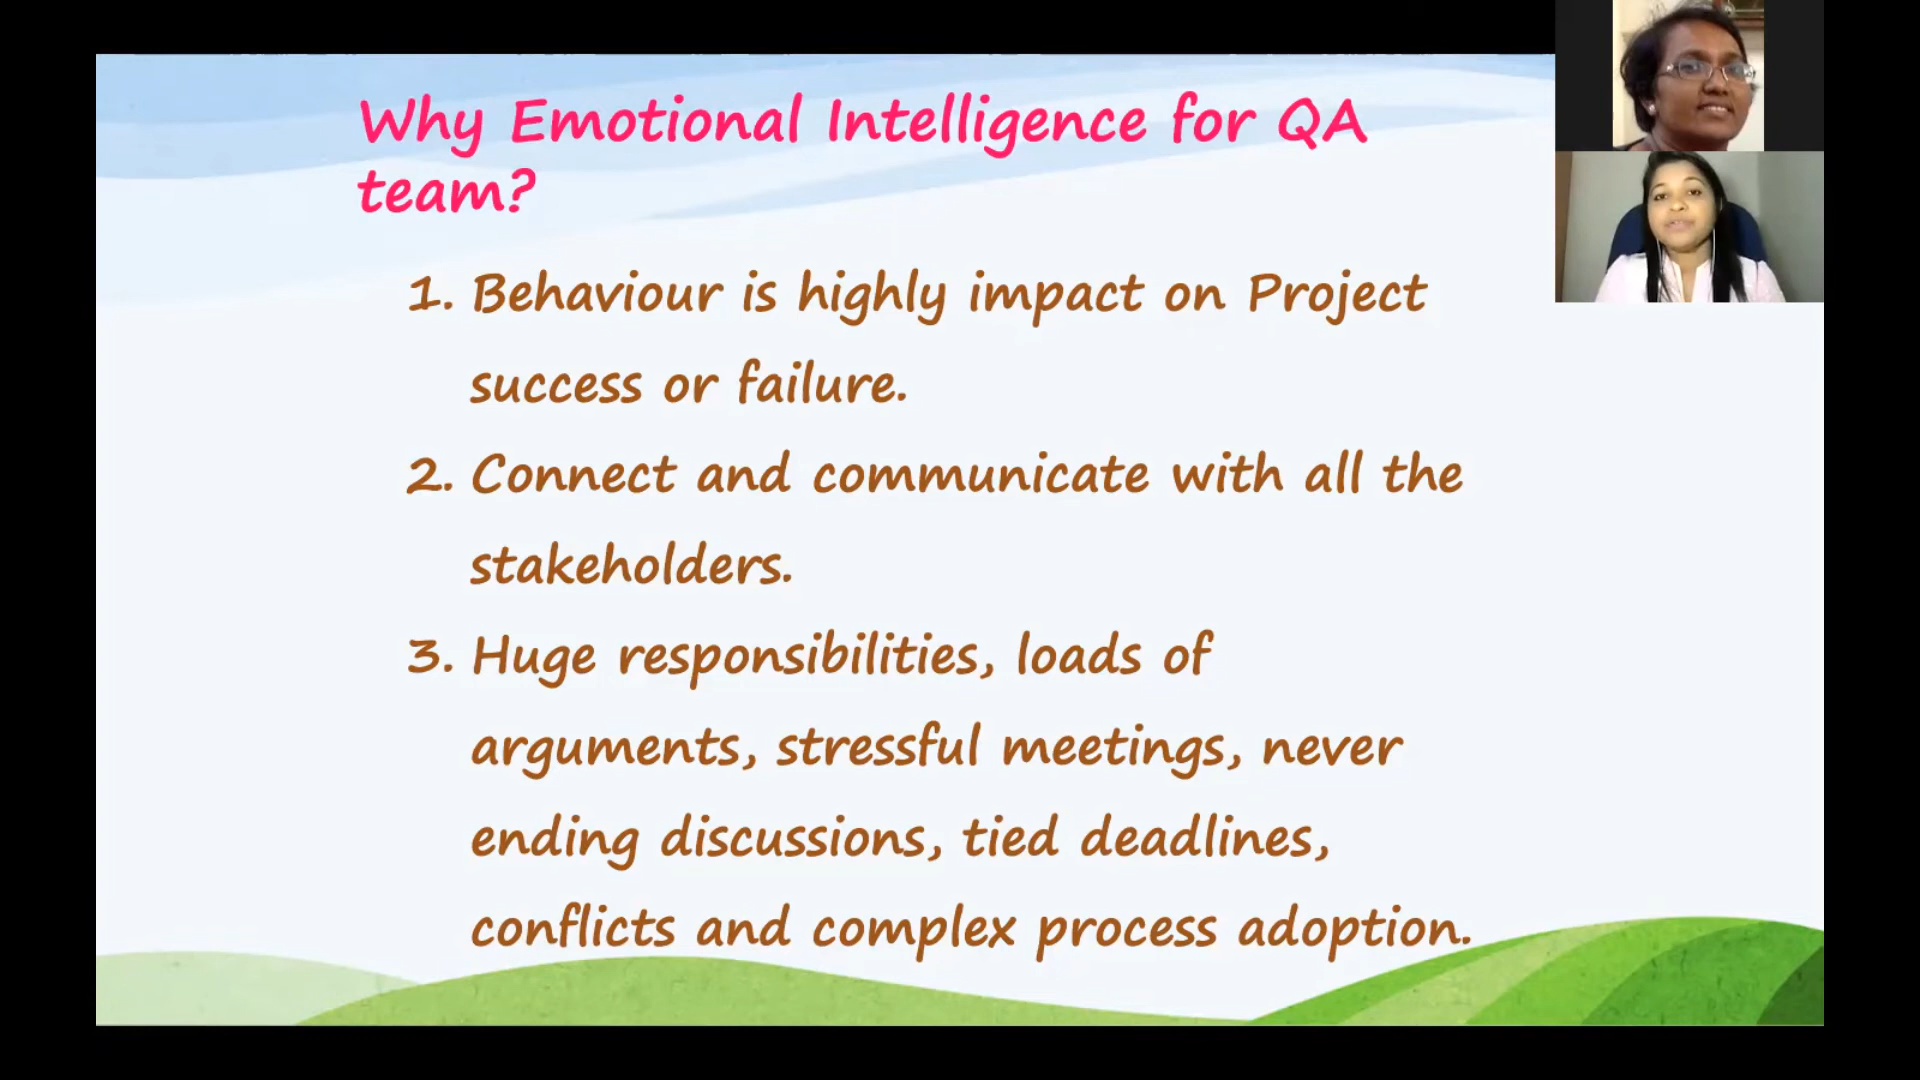 Why Emotional Intelligence for QA
team?
1. Behaviour is highly impact on Project
success or failure.
2. Connect and communicate with all the
stakeholders.
3. Huge responsibilities, loads of
arguments, stressful meetings, never
ending discussions, tied deadlines,
conflicts and complex process adoption.